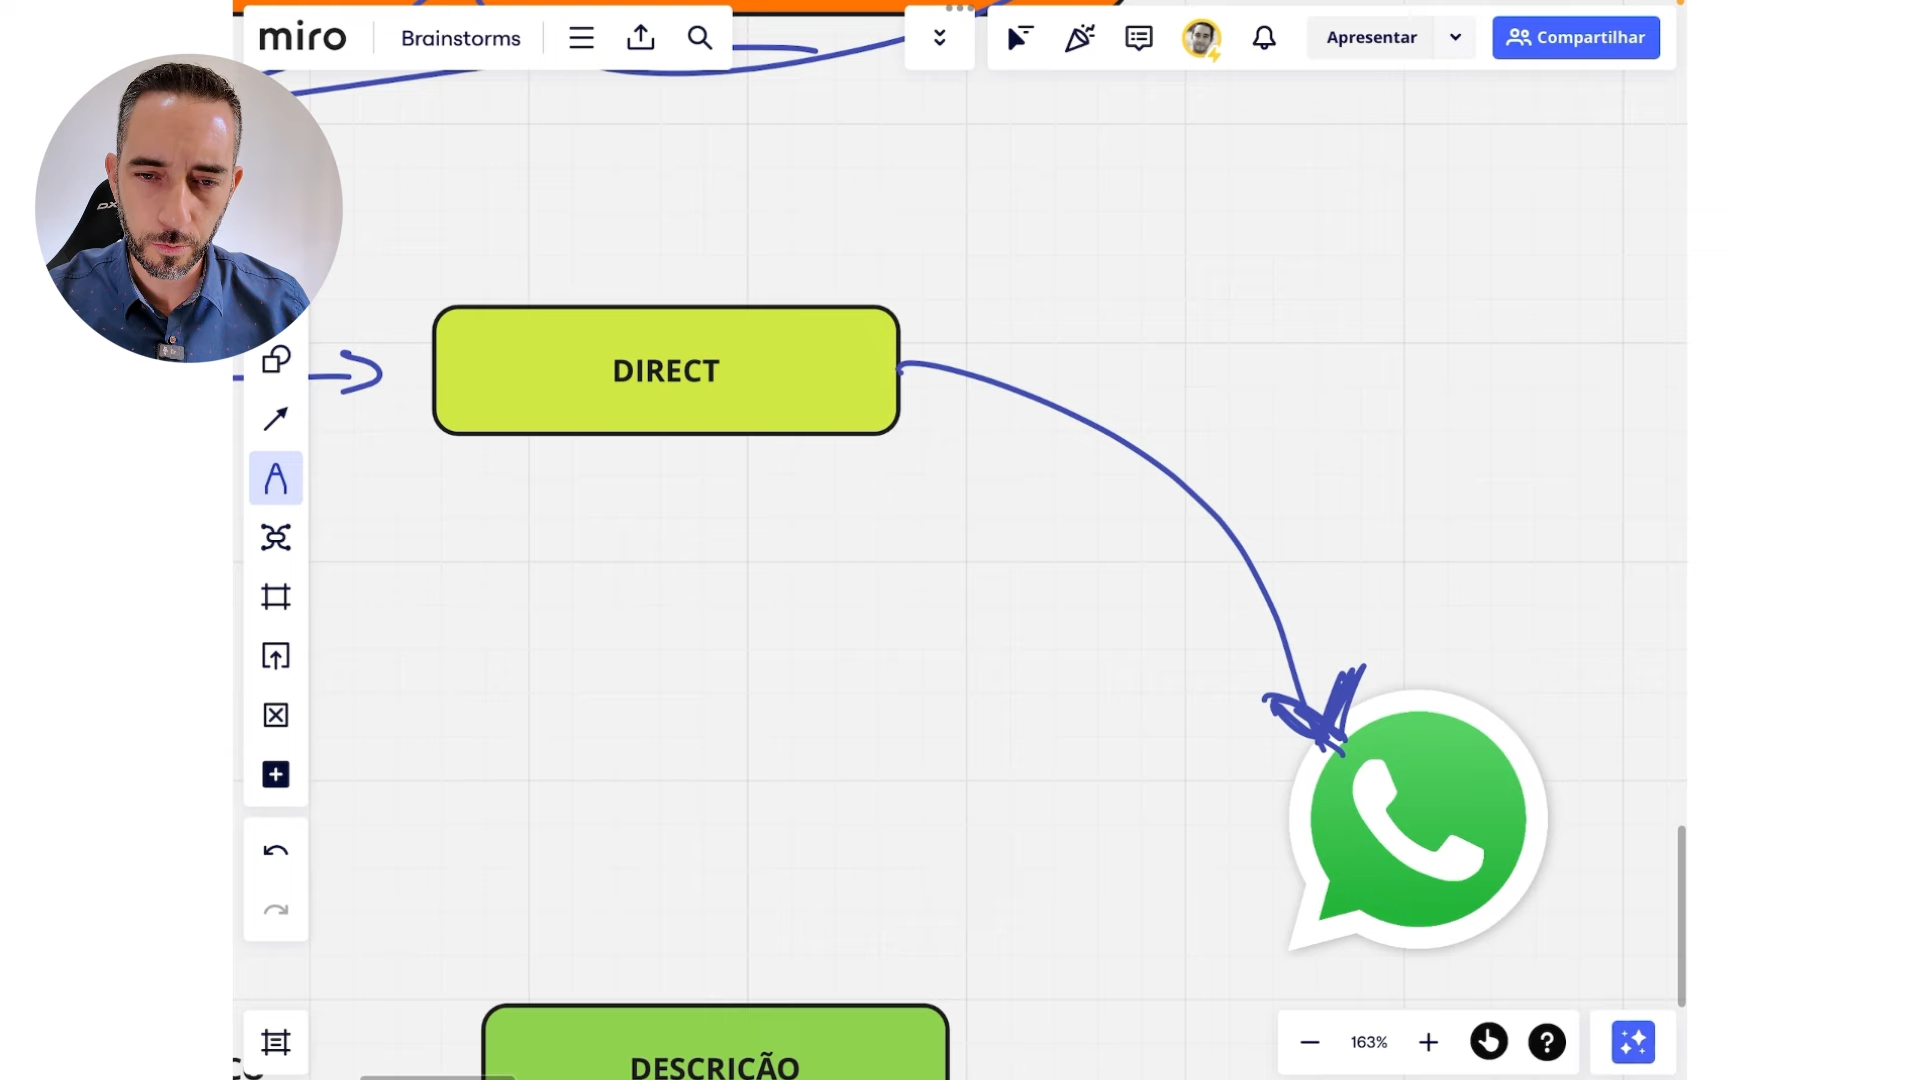 miro
Brainstorms
Apresentar
Compartilhar
DIRECT
DESCRIÇÃO
163%